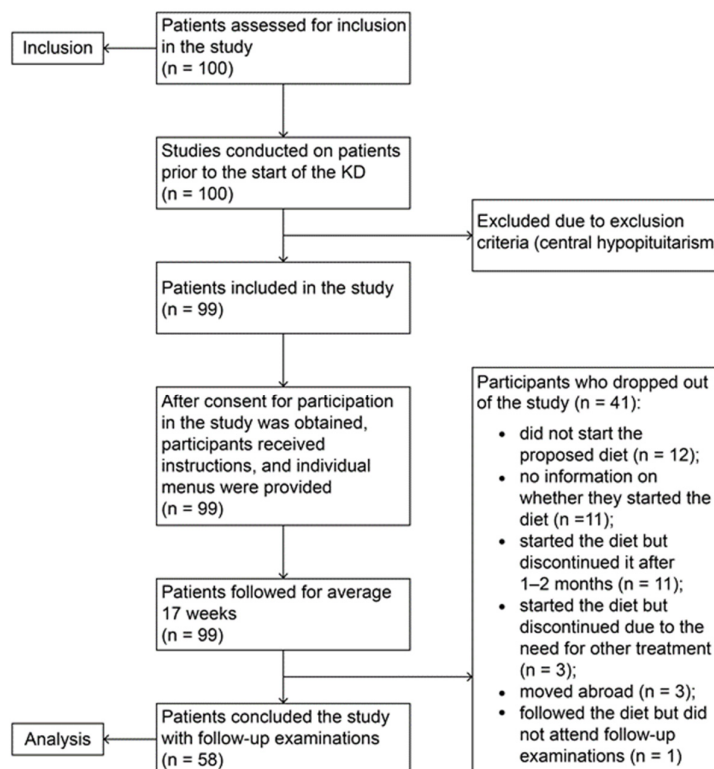 Patients assessed for inclusion
in the study
(n = 100)
Inclusion
Studies conducted on patients
prior to the start of the KD
(n = 100)
Excluded due to exclusion
criteria (central hypopituitarism
Patients included in the study
(n = 99)
After consent for participation
in the study was obtained,
participants received
instructions, and individual
menus were provided
(n = 99)
Patients followed for average
17 weeks
(n = 99)
Participants who dropped out
of the study (n = 41):
• did not start the
proposed diet (n = 12);
• no information on
whether they started the
diet (n =11);
• started the diet but
discontinued it after
1–2 months (n = 11);
• started the diet but
discontinued due to the
need for other treatment
(n = 3);
• moved abroad (n = 3);
• followed the diet but did
not attend follow-up
examinations (n = 1)
Patients concluded the study
with follow-up examinations
(n = 58)
Analysis